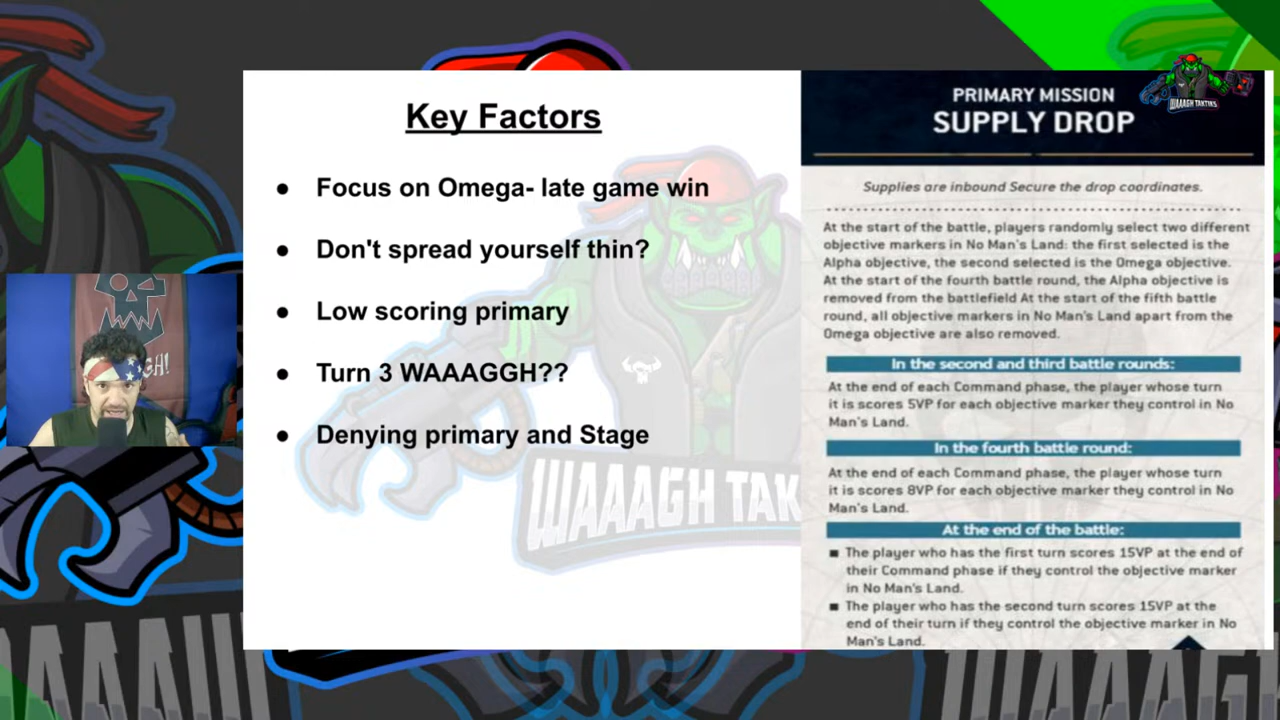 Key Factors
● Focus on Omega- late game win
● Don't spread yourself thin?
● Low scoring primary
● Turn 3 WAAAGGH??
● Denying primary and Stage
WAAAGH TAK
PRIMARY MISSION
SUPPLY DROP
WAAAGH TAKTIKS
Supplies are inbound Secure the drop coordinates.
At the start of the battle, players randomly select two different
objective markers in No Man's Land: the first selected is the
Alpha objective, the second selected is the Omega objective.
At the start of the fourth battle round, the Alpha objective is
removed from the battlefield At the start of the fifth battle
round, all objective markers in No Man's Land apart from the
Omega objective are also removed.
In the second and third battle rounds:
At the end of each Command phase, the player whose turn
it is scores 5VP for each objective marker they control in No
Man's Land.
In the fourth battle round:
At the end of each Command phase, the player whose turn
it is scores 8VP for each objective marker they control in No
Man's Land.
At the end of the battle:
■ The player who has the first turn scores 15VP at the end of
their Command phase if they control the objective marker
in No Man's Land.
■ The player who has the second turn scores 15VP at the
end of their turn if they control the objective marker in No
Man's Land.
GH!